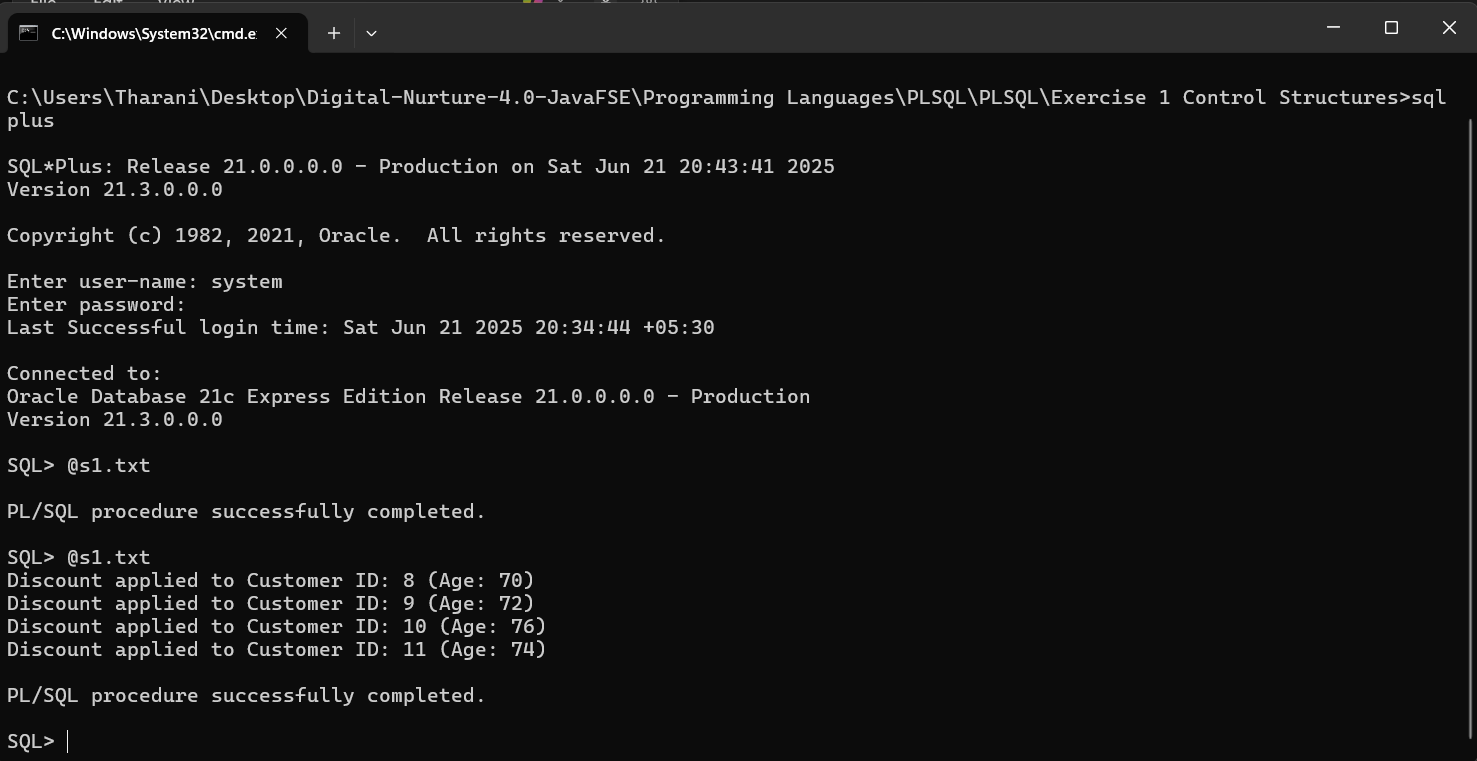 File Edit View
C:\Windows\System32\cmd.e
C:\Users\Tharani\Desktop\Digital-Nurture-4.0-JavaFSE\Programming Languages\PLSQL\PLSQL\Exercise 1 Control Structures>sql
plus
SQL*Plus: Release 21.0.0.0.0 - Production on Sat Jun 21 20:43:41 2025
Version 21.3.0.0.0
Copyright (c) 1982, 2021, Oracle.  All rights reserved.
Enter user-name: system
Enter password:
Last Successful login time: Sat Jun 21 2025 20:34:44 +05:30
Connected to:
Oracle Database 21c Express Edition Release 21.0.0.0.0 - Production
Version 21.3.0.0.0
SQL> @s1.txt
PL/SQL procedure successfully completed.
SQL> @s1.txt
Discount applied to Customer ID: 8 (Age: 70)
Discount applied to Customer ID: 9 (Age: 72)
Discount applied to Customer ID: 10 (Age: 76)
Discount applied to Customer ID: 11 (Age: 74)
PL/SQL procedure successfully completed.
SQL>